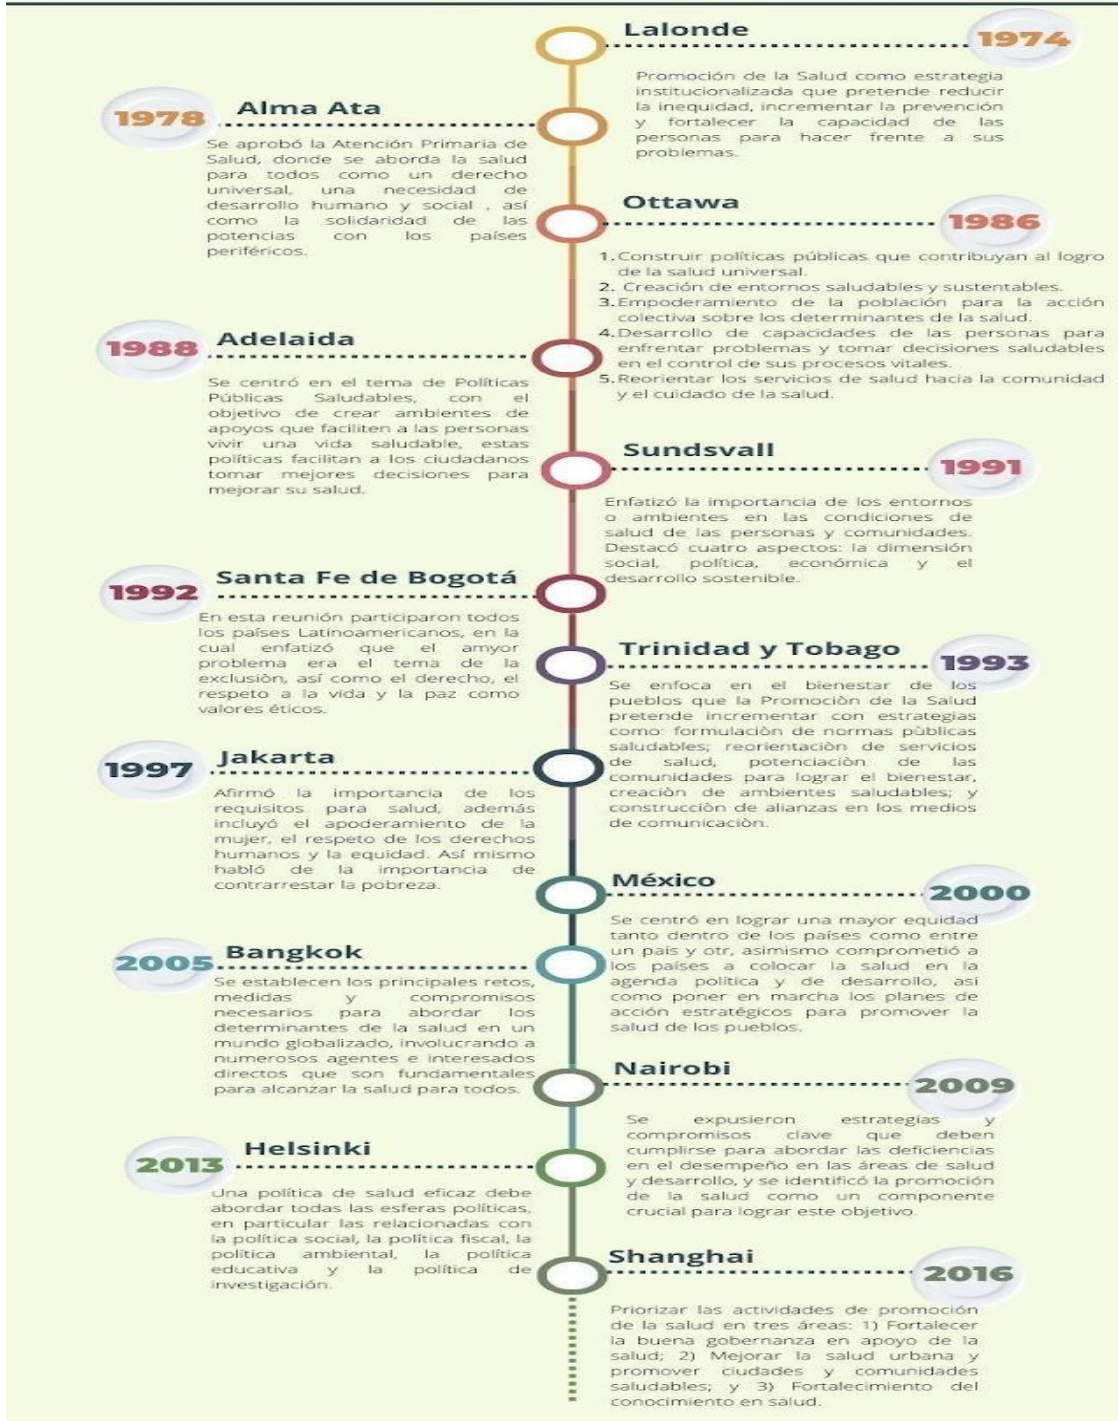 Lalonde
1974
Promoción de la Salud como estrategia
institucionalizada que pretende reducir
la inequidad, incrementar la prevención
y fortalecer la capacidad de las
personas para hacer frente a sus
problemas.
1978
Alma Ata
Se aprobó la Atención Primaria de
Salud, donde se aborda la salud
para todos como un derecho
universal, una necesidad de
desarrollo humano y social , así
como la solidaridad de las
potencias con los países
periféricos.
Ottawa
1986
1. Construir políticas públicas que contribuyan al logro
de la salud universal.
2. Creación de entornos saludables y sustentables.
3. Empoderamiento de la población para la acción
colectiva sobre los determinantes de la salud.
4. Desarrollo de capacidades de las personas para
enfrentar problemas y tomar decisiones saludables
en el control de sus procesos vitales.
5. Reorientar los servicios de salud hacia la comunidad
y el cuidado de la salud.
1988
Adelaida
Se centró en el tema de Políticas
Públicas Saludables, con el
objetivo de crear ambientes de
apoyos que faciliten a las personas
vivir una vida saludable, estas
políticas facilitan a los ciudadanos
tomar mejores decisiones para
mejorar su salud.
Sundsvall
1991
Enfatizó la importancia de los entornos
o ambientes en las condiciones de
salud de las personas y comunidades.
Destacó cuatro aspectos: la dimensión
social, política, económica y el
desarrollo sostenible.
1992
Santa Fe de Bogotá
En esta reunión participaron todos
los países Latinoamericanos, en la
cual enfatizó que el amyor
problema era el tema de la
exclusiòn, así como el derecho, el
respeto a la vida y la paz como
valores éticos.
Trinidad y Tobago
1993
Se enfoca en el bienestar de los
pueblos que la Promociòn de la Salud
pretende incrementar con estrategias
como: formulaciòn de normas pùblicas
saludables; reorientaciòn de servicios
de salud, potenciaciòn de las
comunidades para lograr el bienestar,
creaciòn de ambientes saludables; y
construcciòn de alianzas en los medios
de comunicaciòn.
1997
Jakarta
Afirmó la importancia de los
requisitos para salud, además
incluyó el apoderamiento de la
mujer, el respeto de los derechos
humanos y la equidad. Así mismo
habló de la importancia de
contrarrestar la pobreza.
México
2000
Se centró en lograr una mayor equidad
tanto dentro de los países como entre
un país y otr, asimismo comprometió a
los países a colocar la salud en la
agenda política y de desarrollo, así
como poner en marcha los planes de
acción estratégicos para promover la
salud de los pueblos.
2005
Bangkok
Se establecen los principales retos,
medidas y compromisos
necesarios para abordar los
determinantes de la salud en un
mundo globalizado, involucrando a
numerosos agentes e interesados
directos que son fundamentales
para alcanzar la salud para todos.
Nairobi
2009
Se expusieron estrategias y
compromisos clave que deben
cumplirse para abordar las deficiencias
en el desempeño en las áreas de salud
y desarrollo, y se identificó la promoción
de la salud como un componente
crucial para lograr este objetivo.
2013
Helsinki
Una política de salud eficaz debe
abordar todas las esferas políticas,
en particular las relacionadas con
la política social, la política fiscal, la
política ambiental, la política
educativa y la política de
investigación.
Shanghai
2016
Priorizar las actividades de promoción
de la salud en tres áreas: 1) Fortalecer
la buena gobernanza en apoyo de la
salud; 2) Mejorar la salud urbana y
promover ciudades y comunidades
saludables; y 3) Fortalecimiento del
conocimiento en salud.